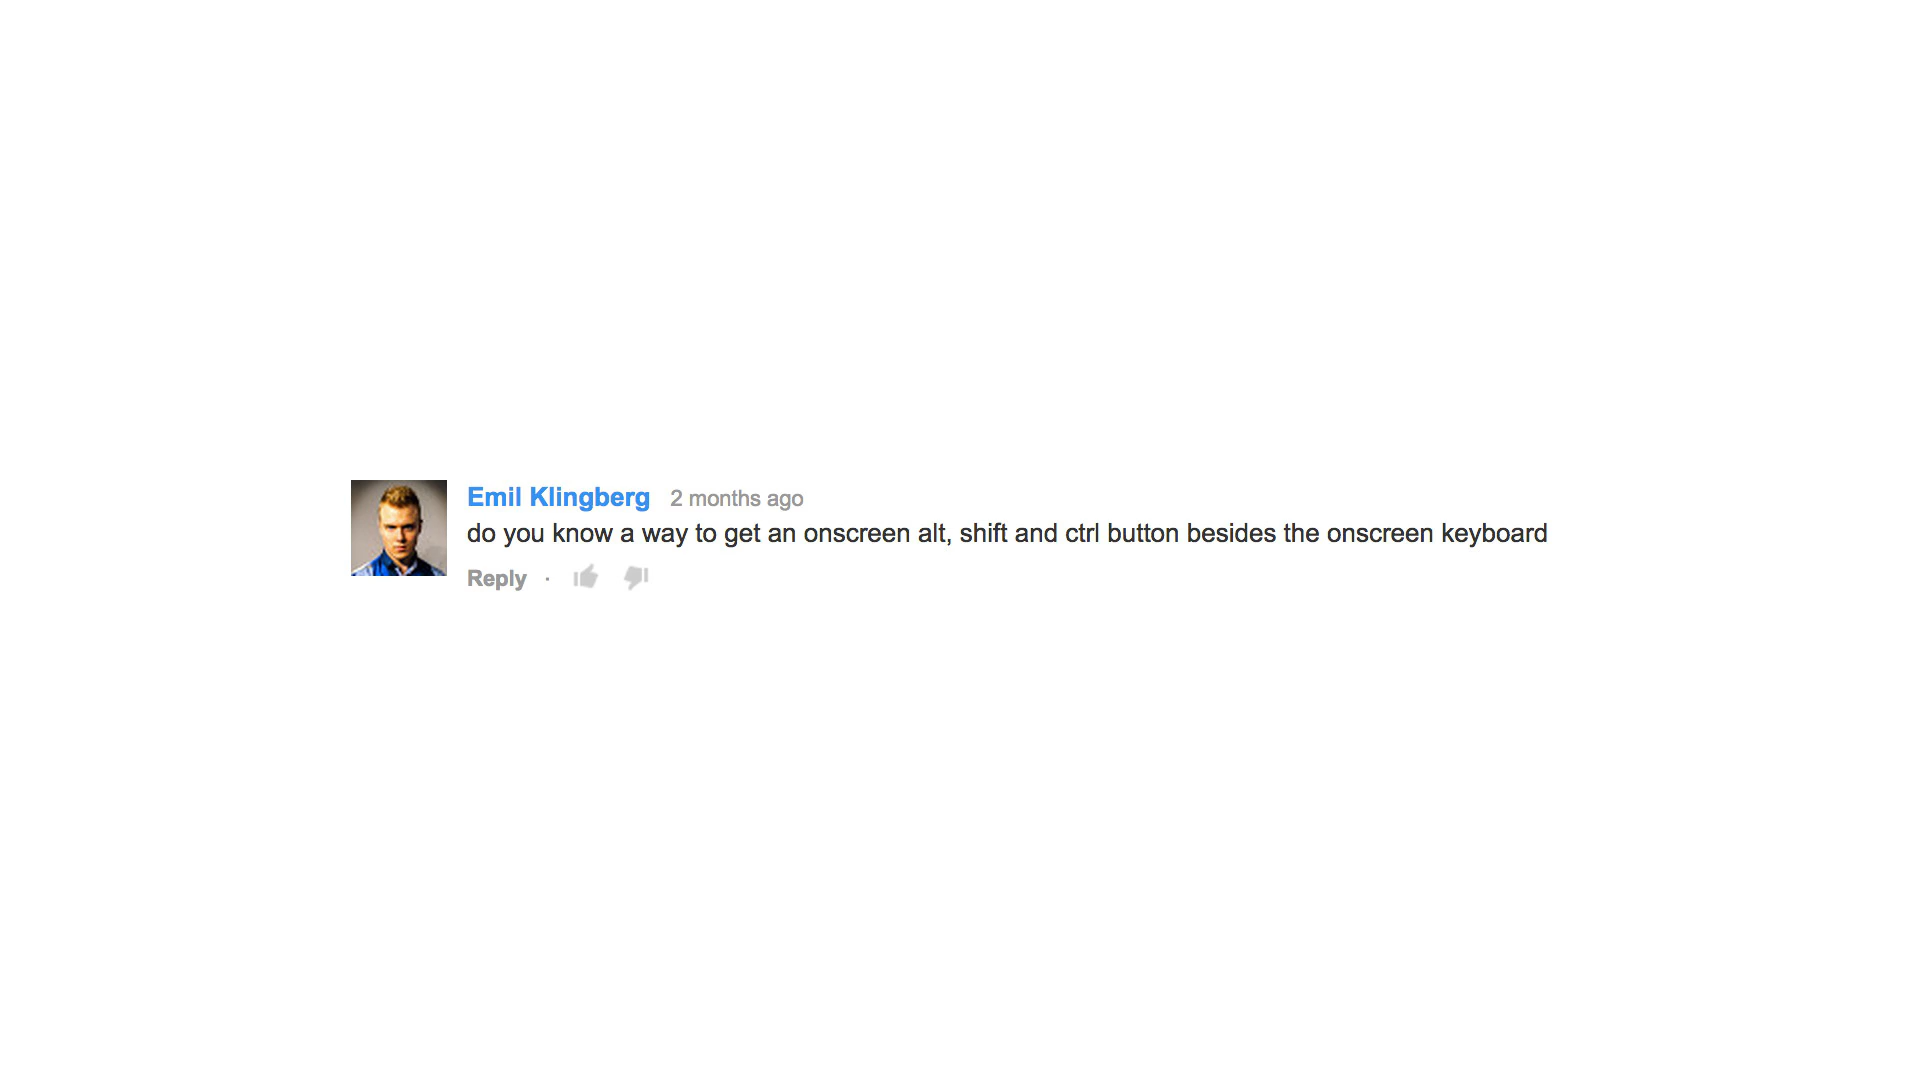 Emil Klingberg 2 months ago
do you know a way to get an onscreen alt, shift and ctrl button besides the onscreen keyboard
Reply ·